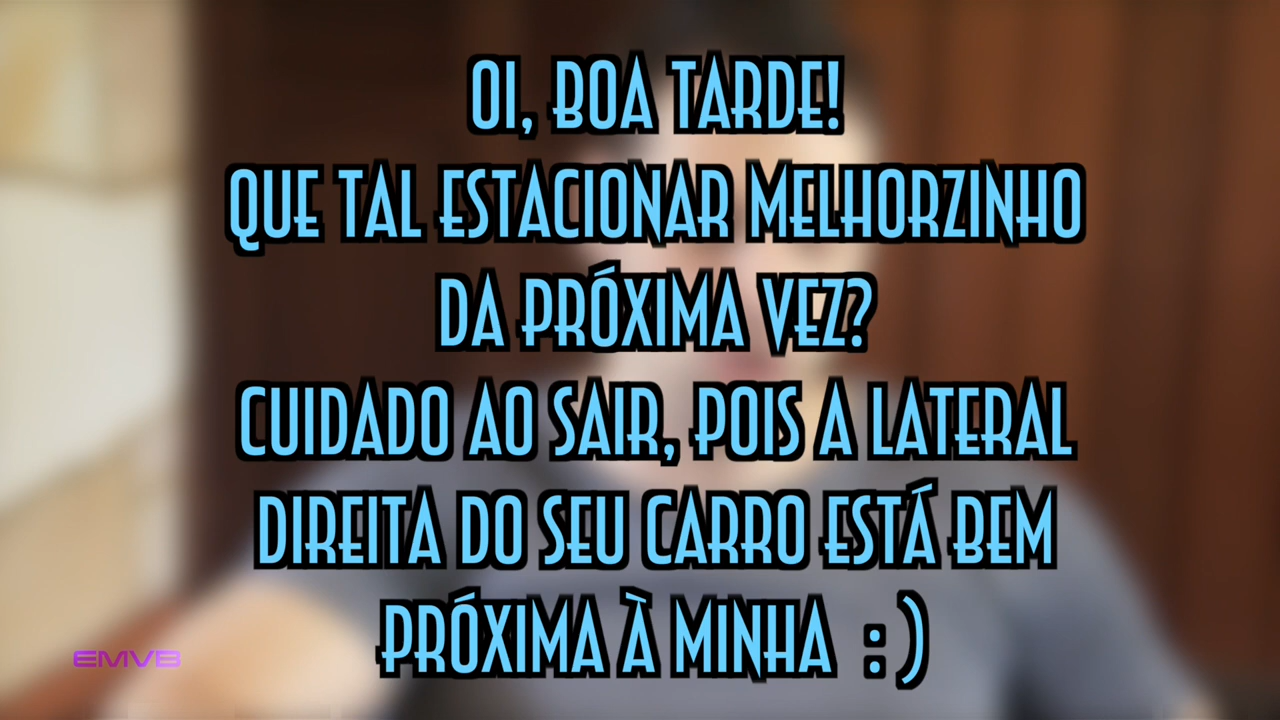 OI, BOA TARDE!
QUE TAL ESTACIONAR MELHORZINHO
DA PRÓXIMA VEZ?
CUIDADO AO SAIR, POIS A LATERAL
DIREITA DO SEU CARRO ESTÁ BEM
PRÓXIMA À MINHA :)
EMVB